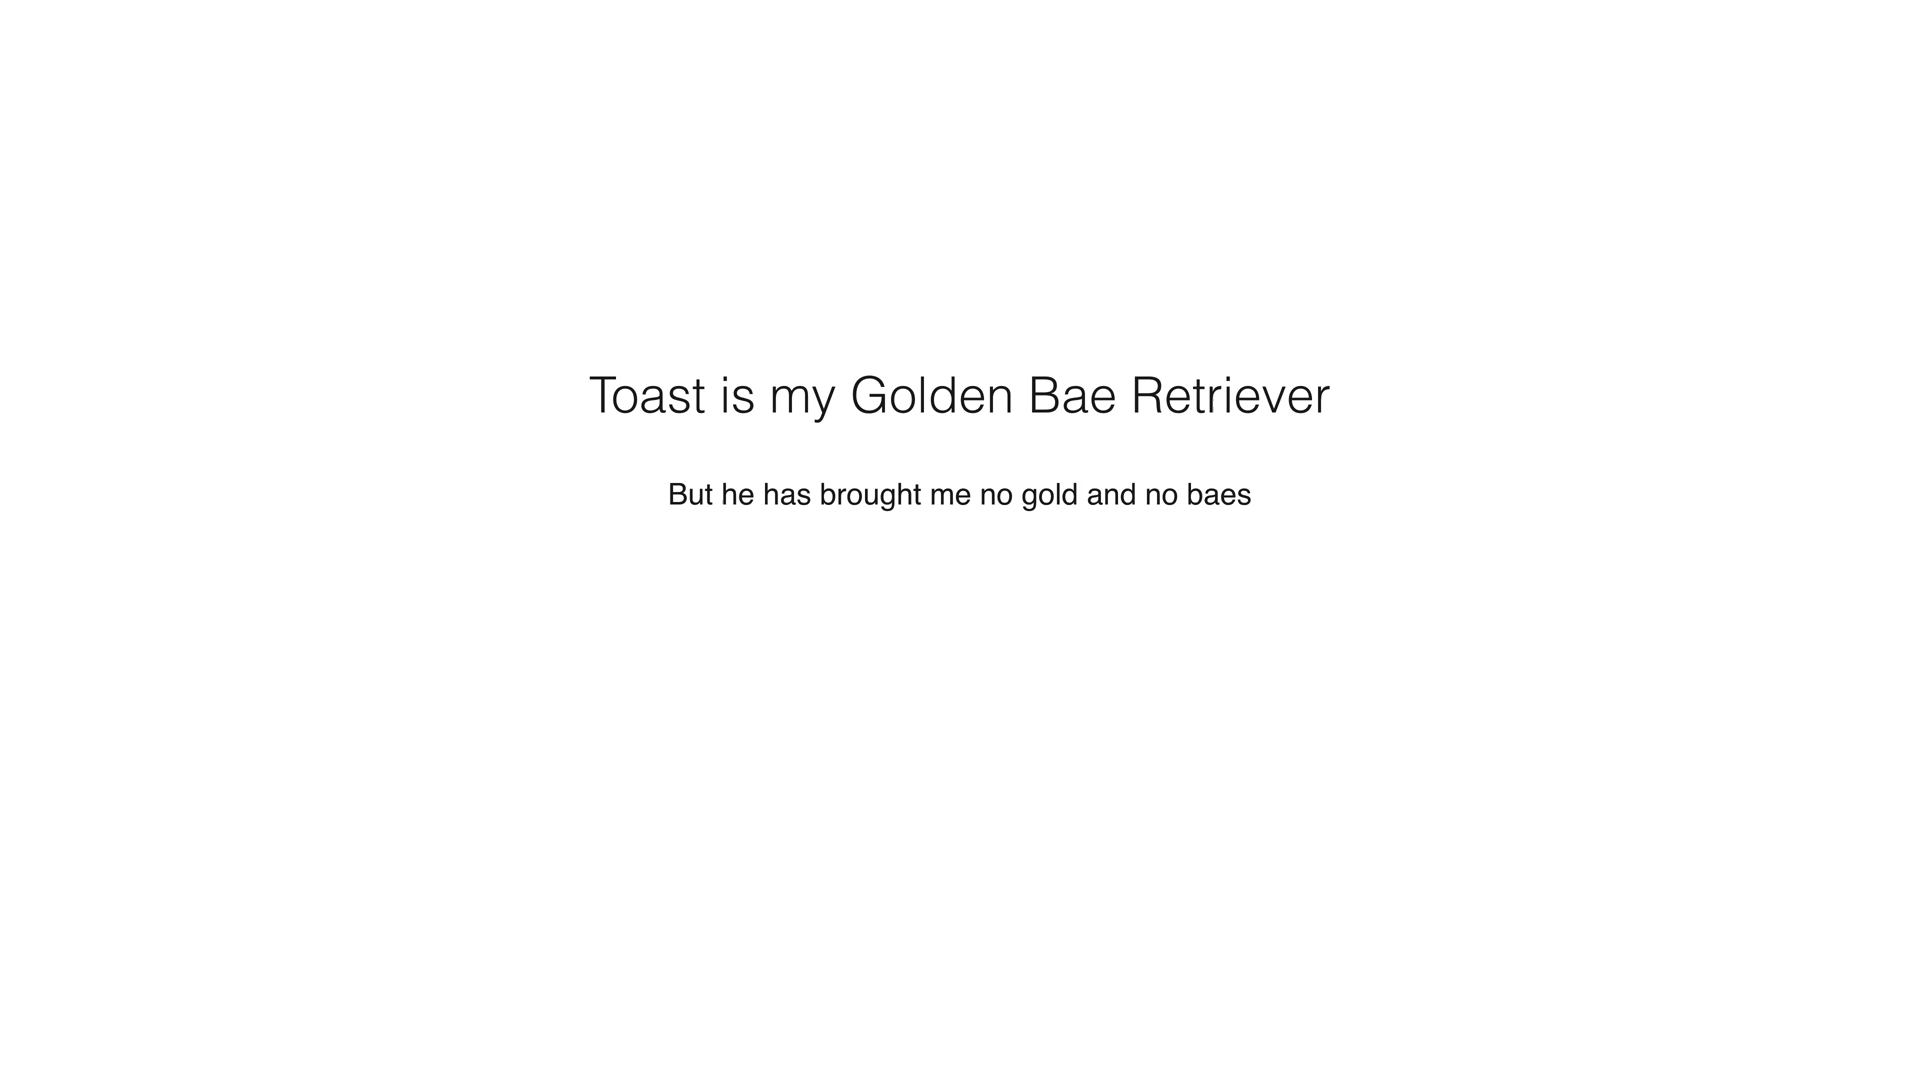 Toast is my Golden Bae Retriever
But he has brought me no gold and no baes